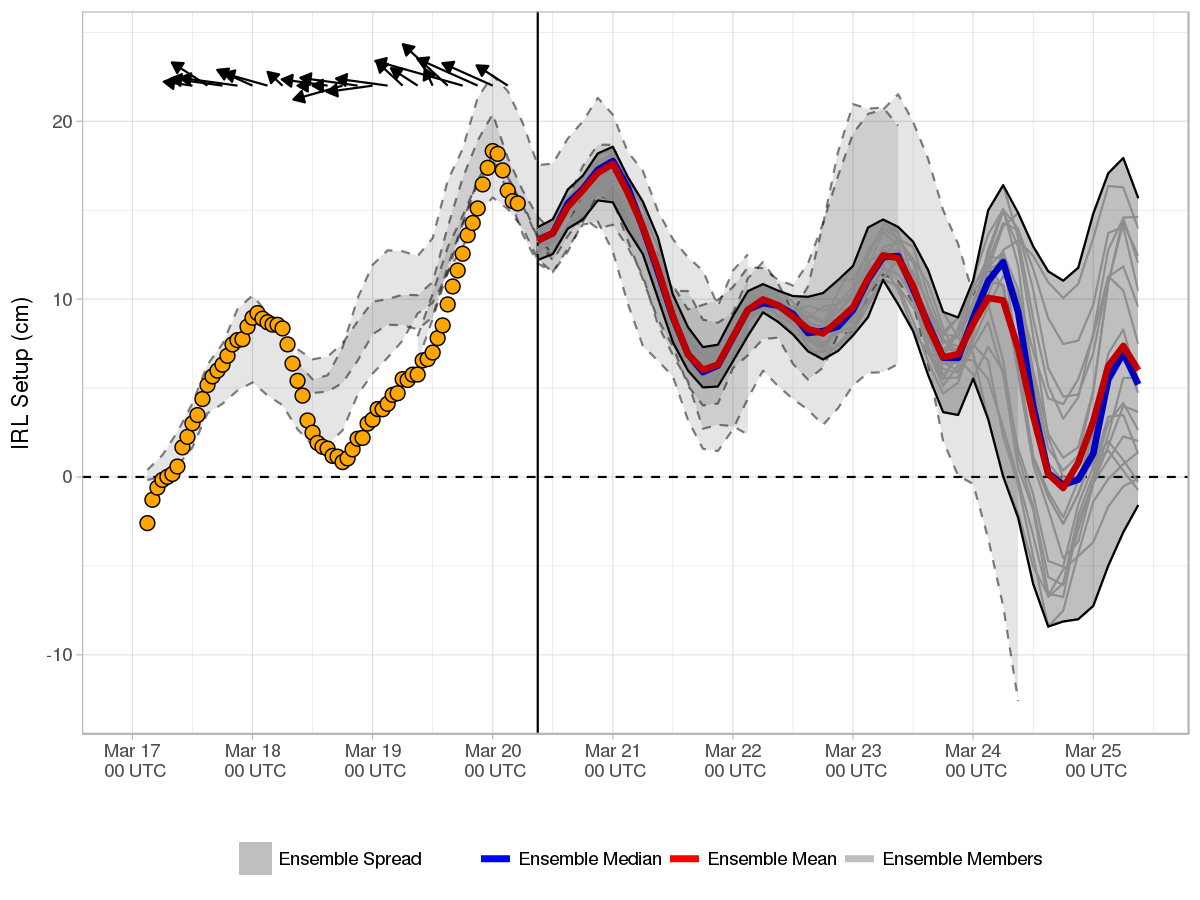 IRL Setup (cm)
20
10
0
-10
Mar 17
00 UTC
Mar 18
00 UTC
Mar 19
00 UTC
Mar 20
00 UTC
Mar 21
00 UTC
Mar 22
00 UTC
Mar 23
00 UTC
Mar 24
00 UTC
Mar 25
00 UTC
Ensemble Spread
Ensemble Median
Ensemble Mean
Ensemble Members